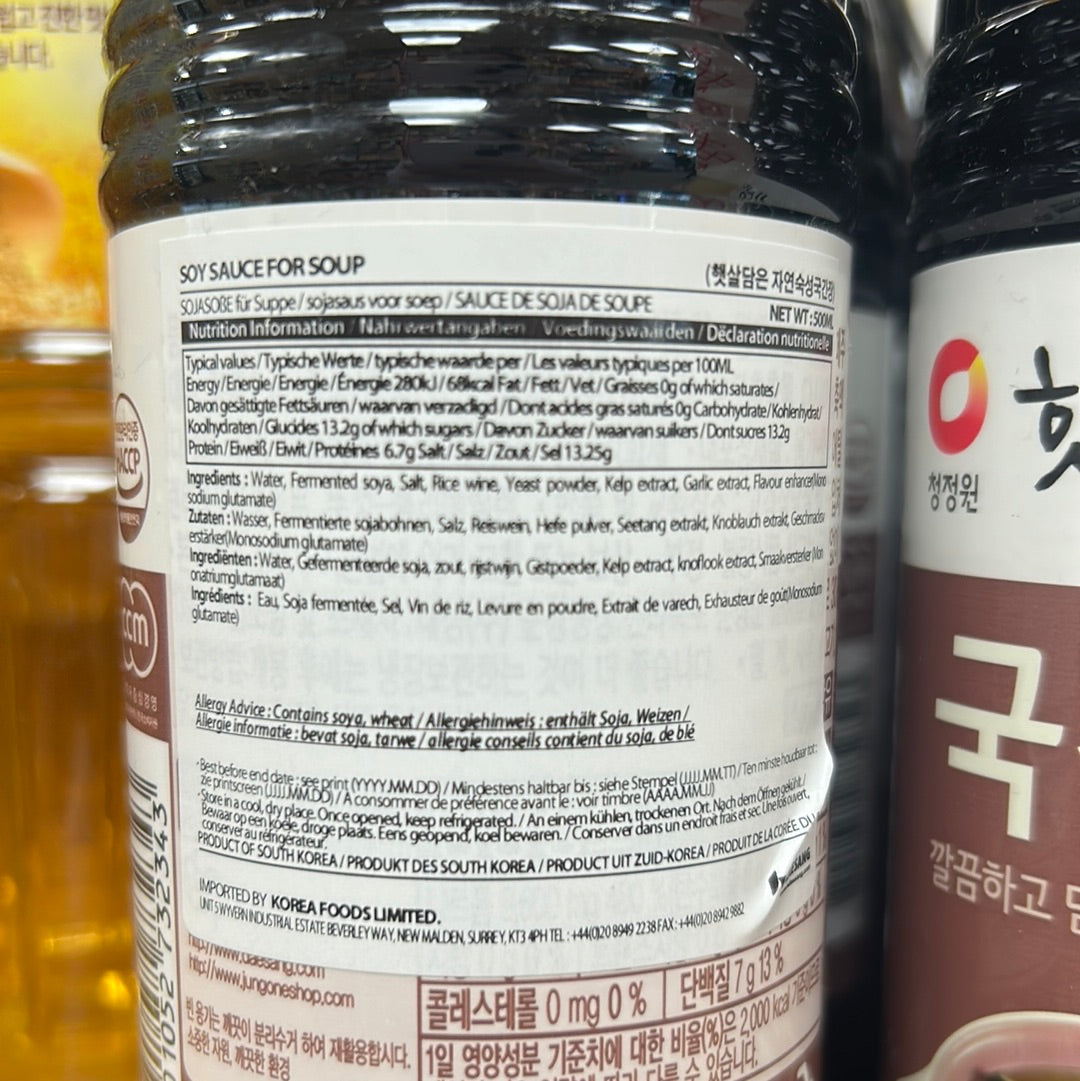 SOY SAUCE FOR SOUP
(햇살담은 자연숙성국간장)
SOJASOßE für Suppe / sojasaus voor soep / SAUCE DE SOJA DE SOUPE
NET WT : 500ML
Nutrition Information / Nahrwertangaben Voedingswaarden / Déclaration nutritionelle
Typical values / Typische Werte / typische waarde per / Les valeurs typiques per 100ML
Energy / Energie / Energie / Énergie 280kJ / 68kcal Fat / Fett / Vet / Graisses 0g of which saturates /
Davon gesättigte Fettsäuren / waarvan verzadigd / Dont acides gras saturés 0g Carbohydrate / Kohlenhydrat /
Koolhydraten / Glucides 13.2g of which sugars / Davon Zucker / waarvan suikers / Dont sucres 13.2g
Protein / Eiweiß / Eiwit / Protéines 6.7g Salt / Salz / Zout / Sel 13.25g
Ingredients : Water, Fermented soya, Salt, Rice wine, Yeast powder, Kelp extract, Garlic extract, Flavour enhancer(Mono
sodium glutamate)
Zutaten : Wasser, Fermentierte sojabohnen, Salz, Reiswein, Hefe pulver, Seetang extrakt, Knoblauch extrakt, Geschmacksv
erstärker(Monosodium glutamate)
Ingrediënten : Water, Gefermenteerde soja, zout, rijstwijn, Gistpoeder, Kelp extract, knoflook extract, Smaakversterker (Mon
onatriumglutamaat)
Ingrédients : Eau, Soja fermentée, Sel, Vin de riz, Levure en poudre, Extrait de varech, Exhausteur de goût(Monosodium
glutamate)
Allergy Advice : Contains soya, wheat / Allergiehinweis : enthält Soja, Weizen /
Allergie informatie : bevat soja, tarwe / allergie conseils contient du soja, de blé
*Best before end date : see print (YYYY.MM.DD) / Mindestens haltbar bis : siehe Stempel (JJJJ.MM.TT) / Ten minste houdbaar tot :
zie printscreen (JJJJ.MM.DD) / A consommer de préférence avant le : voir timbre (AAAA.MM.JJ)
*Store in a cool, dry place. Once opened, keep refrigerated. / An einem kühlen, trockenen Ort. Nach dem Öffnen gekühlt. /
Bewaar op een koele, droge plaats. Eens geopend, koel bewaren. / Conserver dans un endroit frais et sec. Une fois ouvert,
conserver au réfrigérateur.
PRODUCT OF SOUTH KOREA / PRODUKT DES SOUTH KOREA / PRODUCT UIT ZUID-KOREA / PRODUIT DE LA CORÉE DU
IMPORTED BY KOREA FOODS LIMITED.
UNIT 5 WYVERN INDUSTRIAL ESTATE BEVERLEY WAY, NEW MALDEN, SURREY, KT3 4PH TEL : +44(0)20 8949 2238 FAX : +44(0)20 8942 9882
http://www.daesang.com
http://www.jungoneshop.com
빈 용기는 깨끗이 분리수거 하여 재활용합시다.
소중한 자원, 깨끗한 환경
콜레스테롤 0 mg 0 % 단백질 7 g 13 %
1일 영양성분 기준치에 대한 비율(%)은 2,000 kcal
ccm
청정원
햇
국
깔끔하고